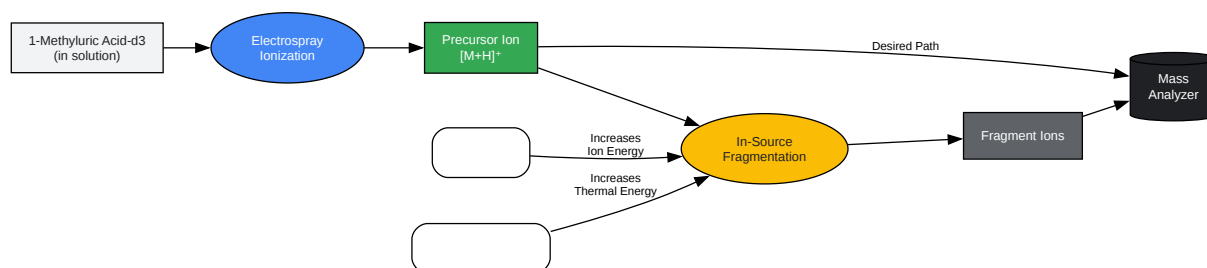 1-Methyluric Acid-d3
(in solution)
Electrospray
Ionization
Precursor Ion
[M+H]⁺
Desired Path
Mass
Analyzer
Increases
Ion Energy
In-Source
Fragmentation
Fragment Ions
Increases
Thermal Energy